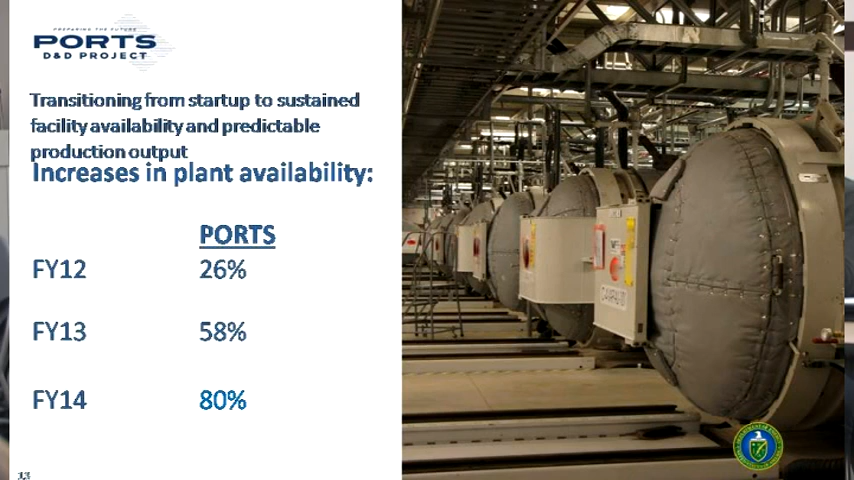 PREPARING THE FUTURE
PORTS
D&D PROJECT
Transitioning from startup to sustained
facility availability and predictable
production output
Increases in plant availability:
PORTS
FY12 26%
FY13 58%
FY14 80%
13